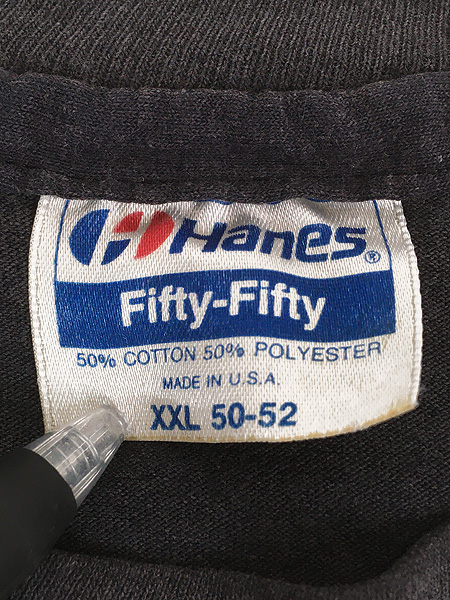 Hanes®
Fifty-Fifty
50% COTTON 50% POLYESTER
MADE IN U.S.A.
XXL 50-52